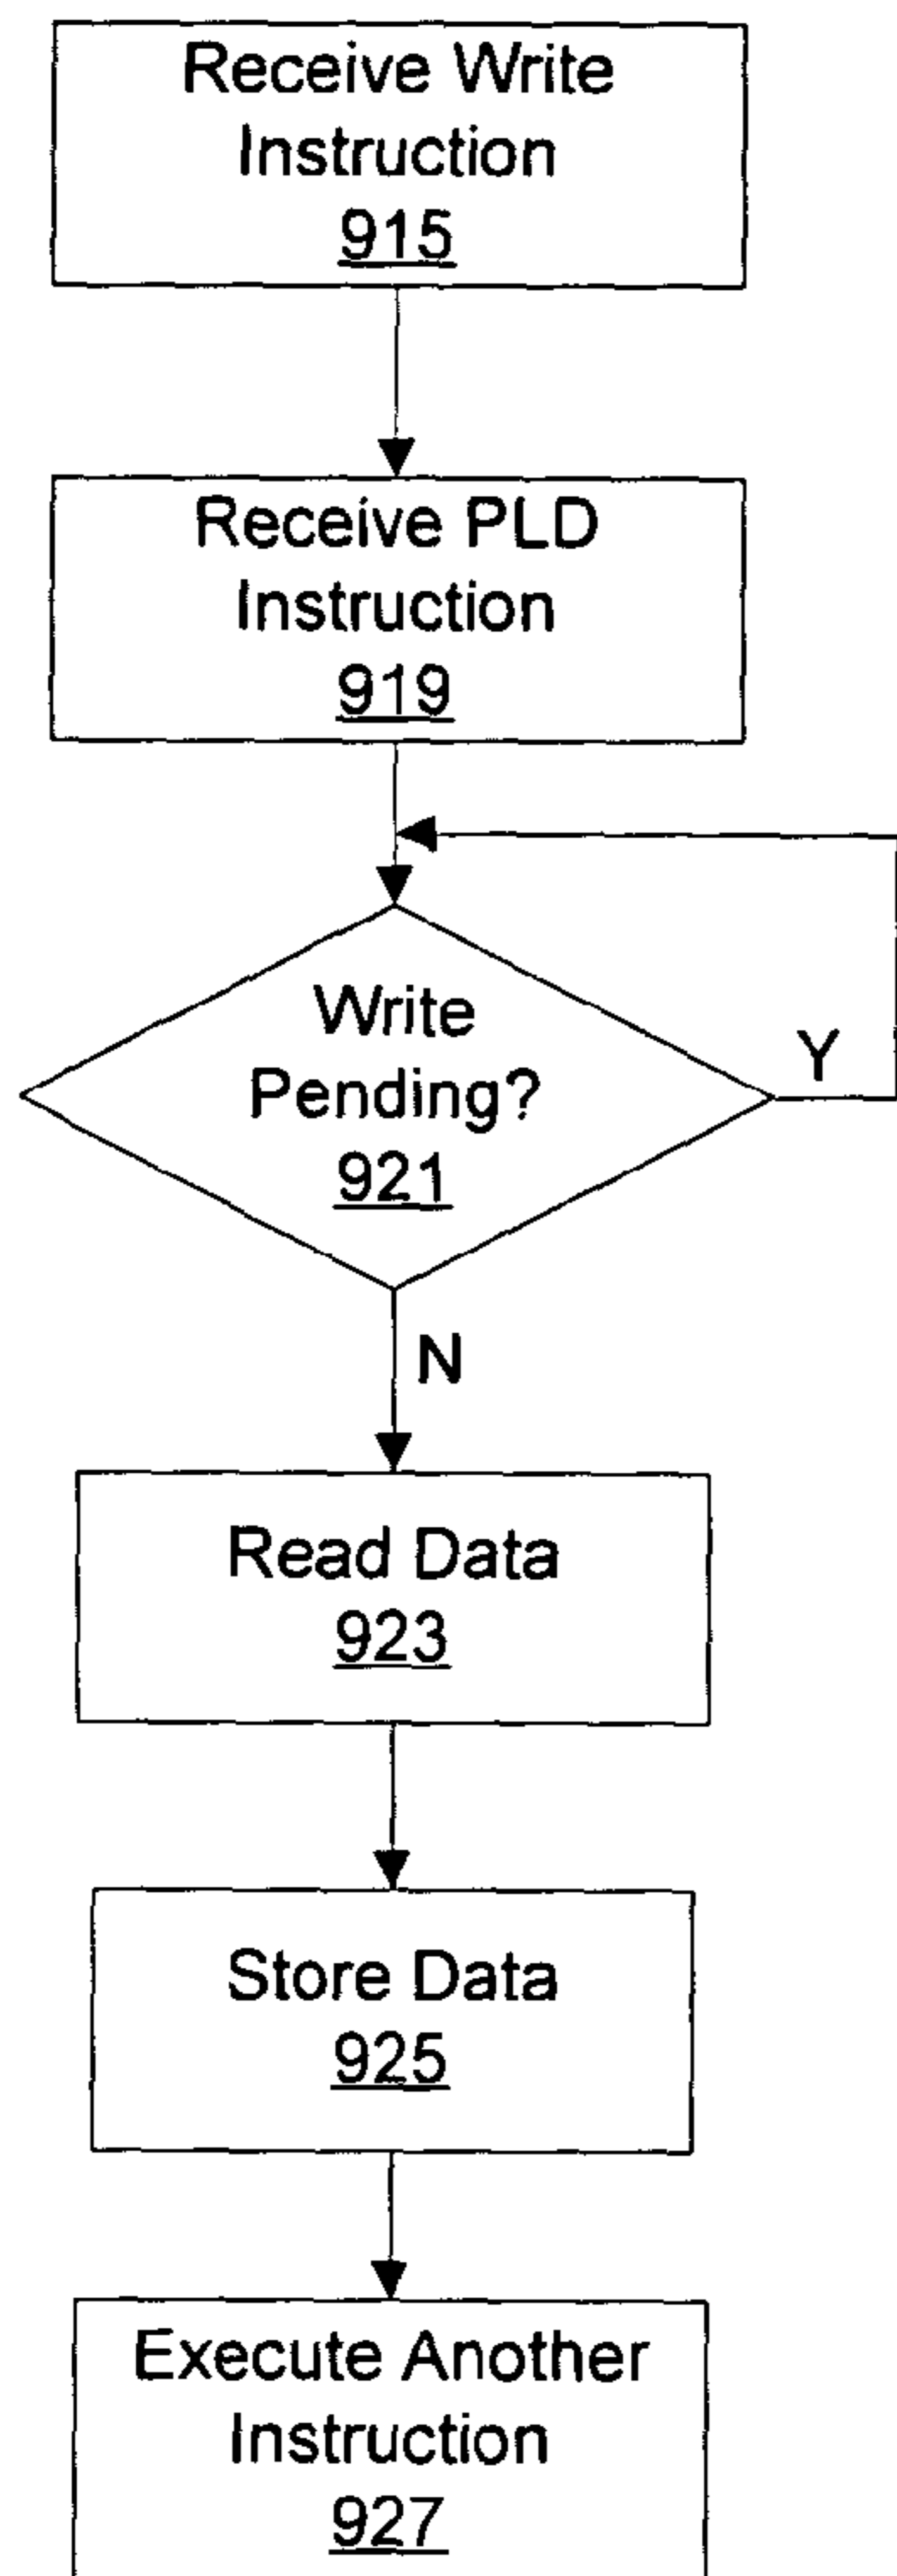 Receive Write
Instruction
915
Receive PLD
Instruction
919
Write
Pending?
921
Y
N
Read Data
923
Store Data
925
Execute Another
Instruction
927